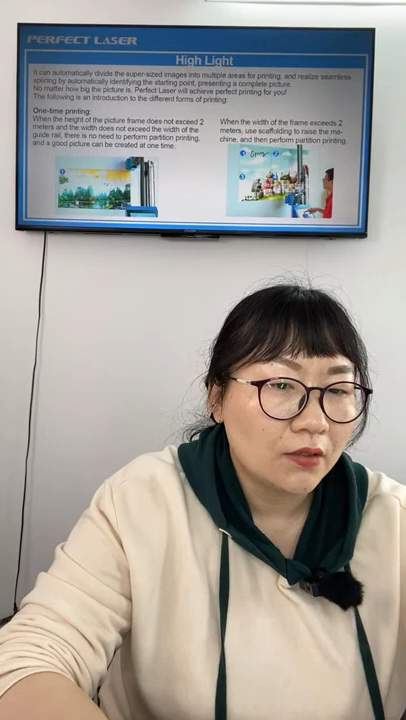 PERFECT LASER
High Light
It can automatically divide the super-sized images into multiple areas for printing, and realize seamless
splicing by automatically identifying the starting point, presenting a complete picture.
No matter how big the picture is, Perfect Laser will achieve perfect printing for you!
The following is an introduction to the different forms of printing:
One-time printing:
When the height of the picture frame does not exceed 2
meters and the width does not exceed the width of the
guide rail, there is no need to perform partition printing,
and a good picture can be created at one time.
When the width of the frame exceeds 2
meters, use scaffolding to raise the ma-
chine, and then perform partition printing